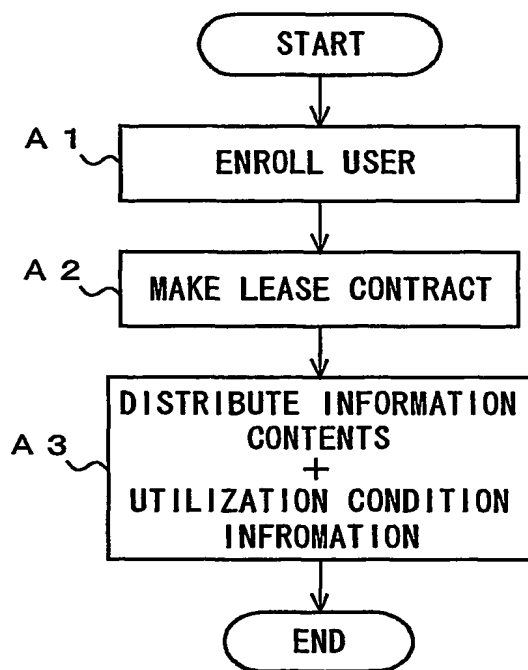 START
A 1
ENROLL USER
A 2
MAKE LEASE CONTRACT
A 3
DISTRIBUTE INFORMATION
CONTENTS
+
UTILIZATION CONDITION
INFROMATION
END